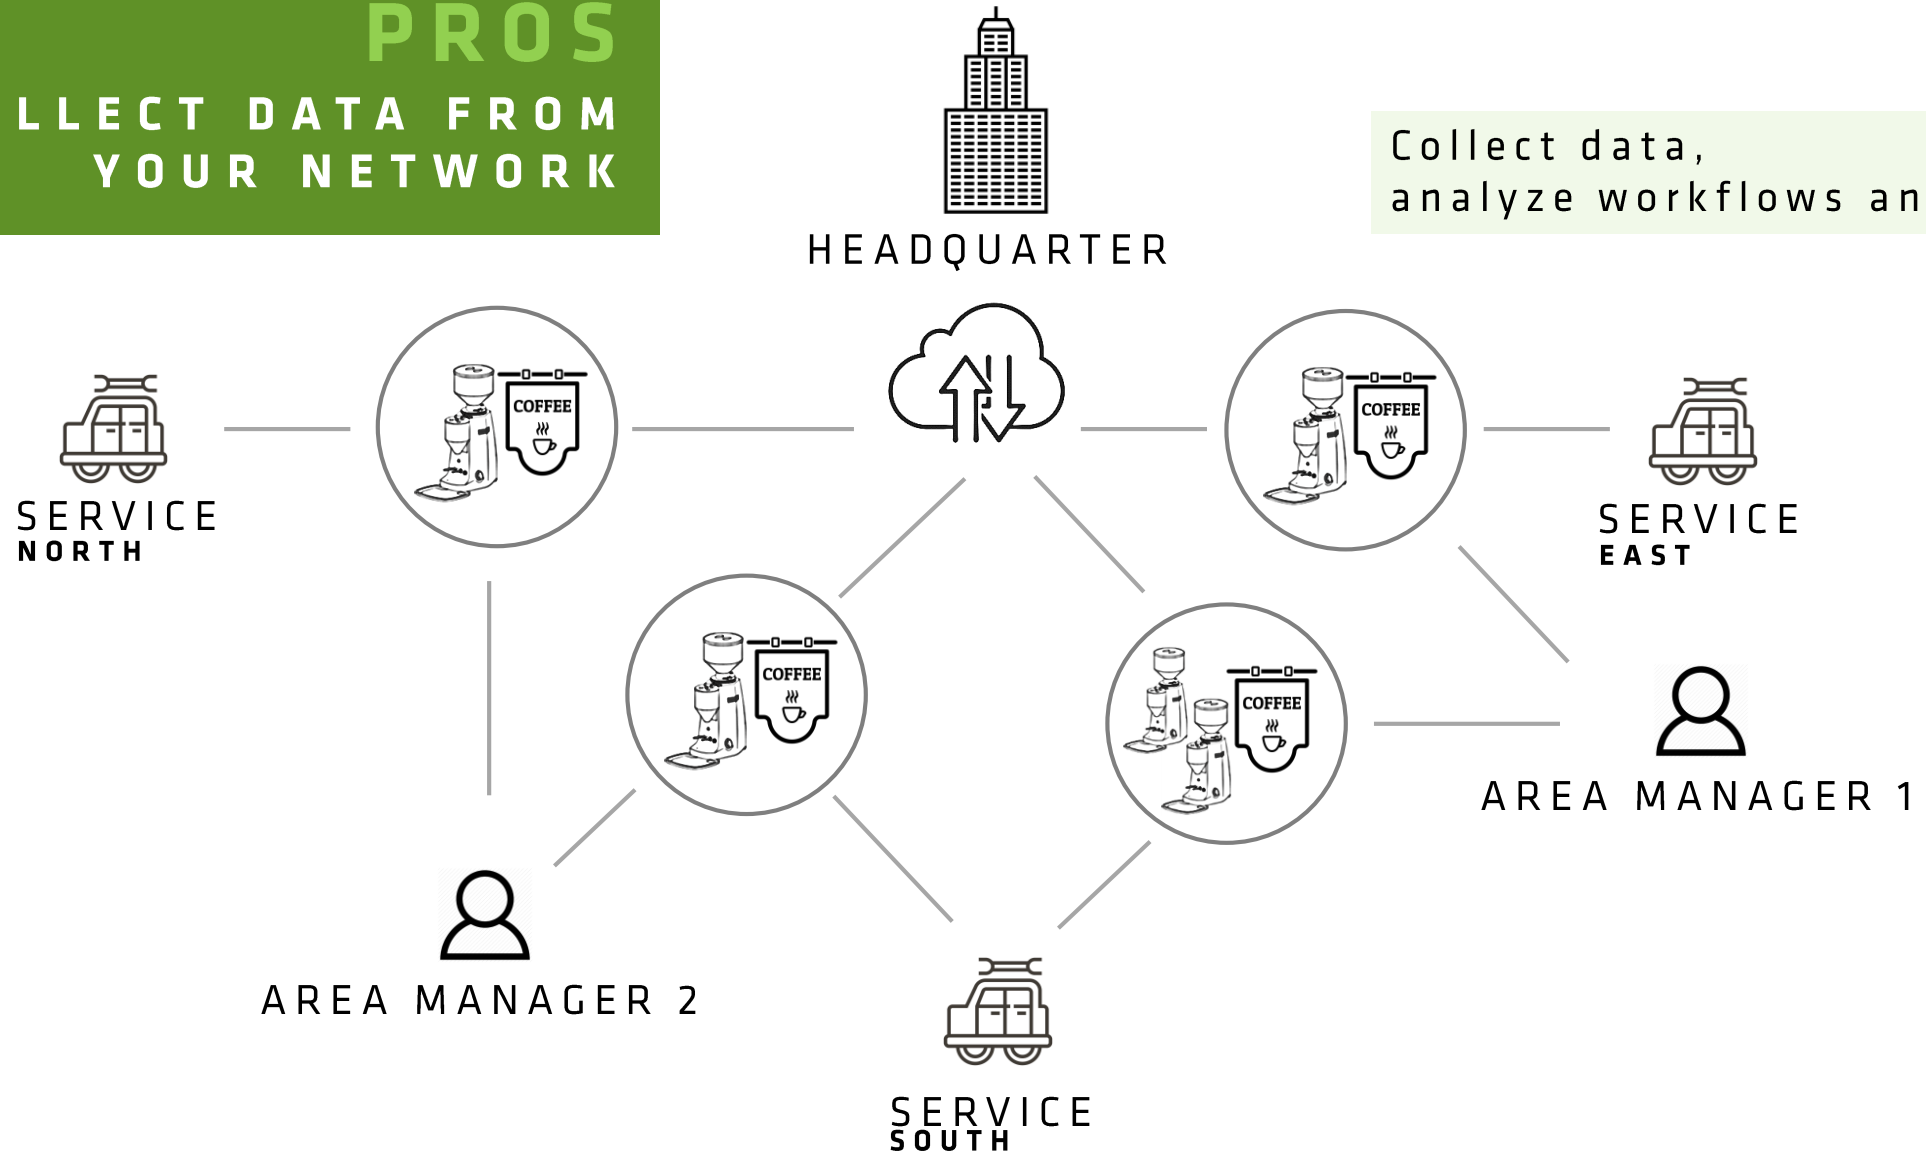 PROS
LLECT DATA FROM
YOUR NETWORK
Collect data,
analyze workflows an
HEADQUARTER
COFFEE
COFFEE
SERVICE
NORTH
SERVICE
EAST
COFFEE
COFFEE
AREA MANAGER 1
AREA MANAGER 2
SERVICE
SOUTH